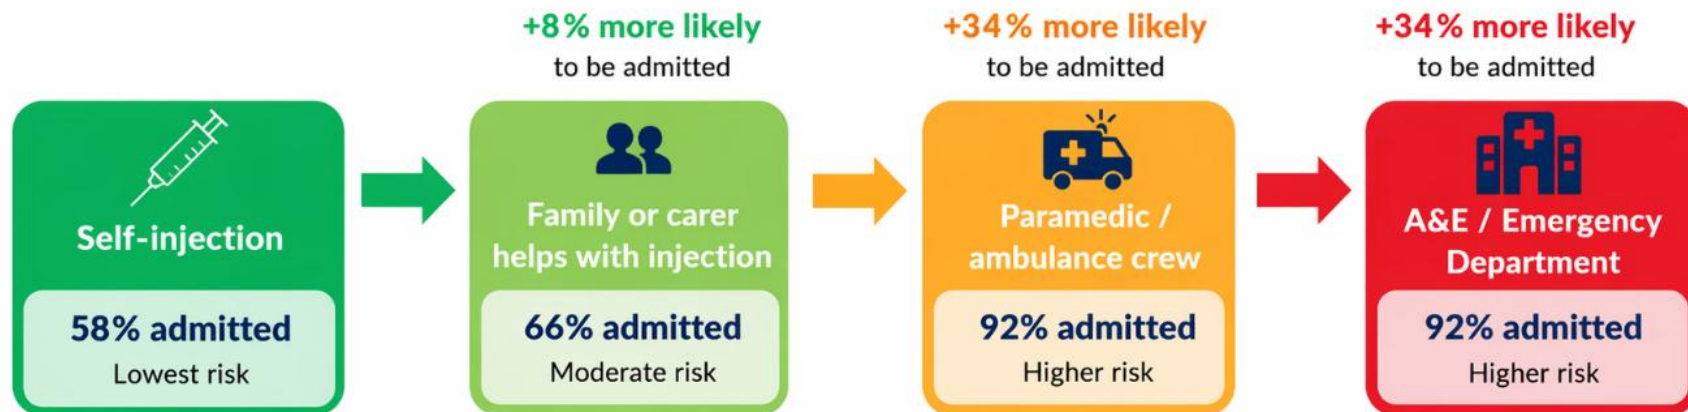 +8% more likely
to be admitted
+34% more likely
to be admitted
+34% more likely
to be admitted
Self-injection
58% admitted
Lowest risk
Family or carer
helps with injection
66% admitted
Moderate risk
Paramedic /
ambulance crew
92% admitted
Higher risk
A&E / Emergency
Department
92% admitted
Higher risk